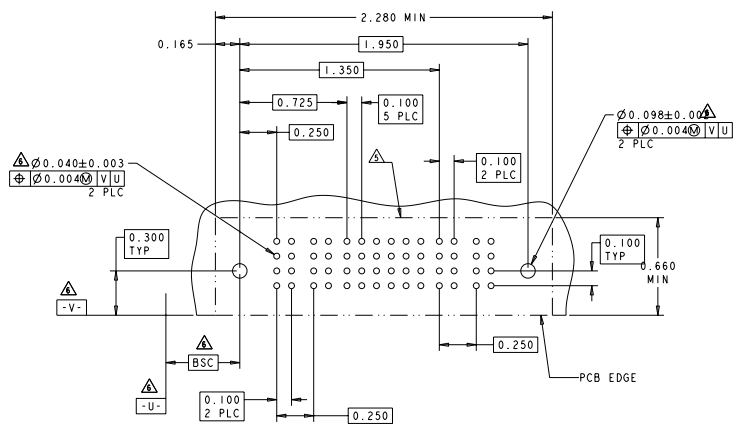 2.280 MIN
0.165
1.950
1.350
0.725
0.100
5 PLC
0.250
Ø0.098±0.002 6
⌖ Ø0.004Ⓜ V U
2 PLC
6 Ø0.040±0.003
⌖ Ø0.004Ⓜ V U
2 PLC
5
0.100
2 PLC
0.300
TYP
0.100
TYP
0.660
MIN
6
-V-
6
BSC
0.250
6
-U-
PCB EDGE
0.100
2 PLC
0.250